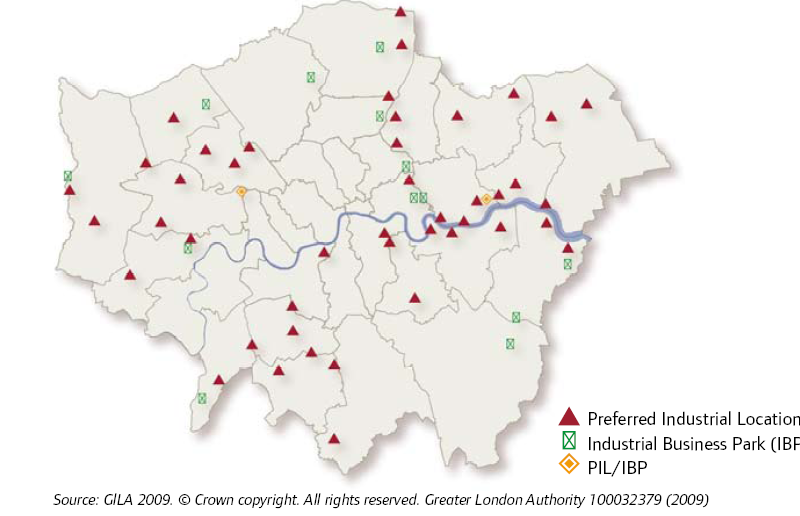 Preferred Industrial Location
Industrial Business Park (IBP
PIL/IBP
Source: GlLA 2009. © Crown copyright. All rights reserved. Greater London Authority 100032379 (2009)